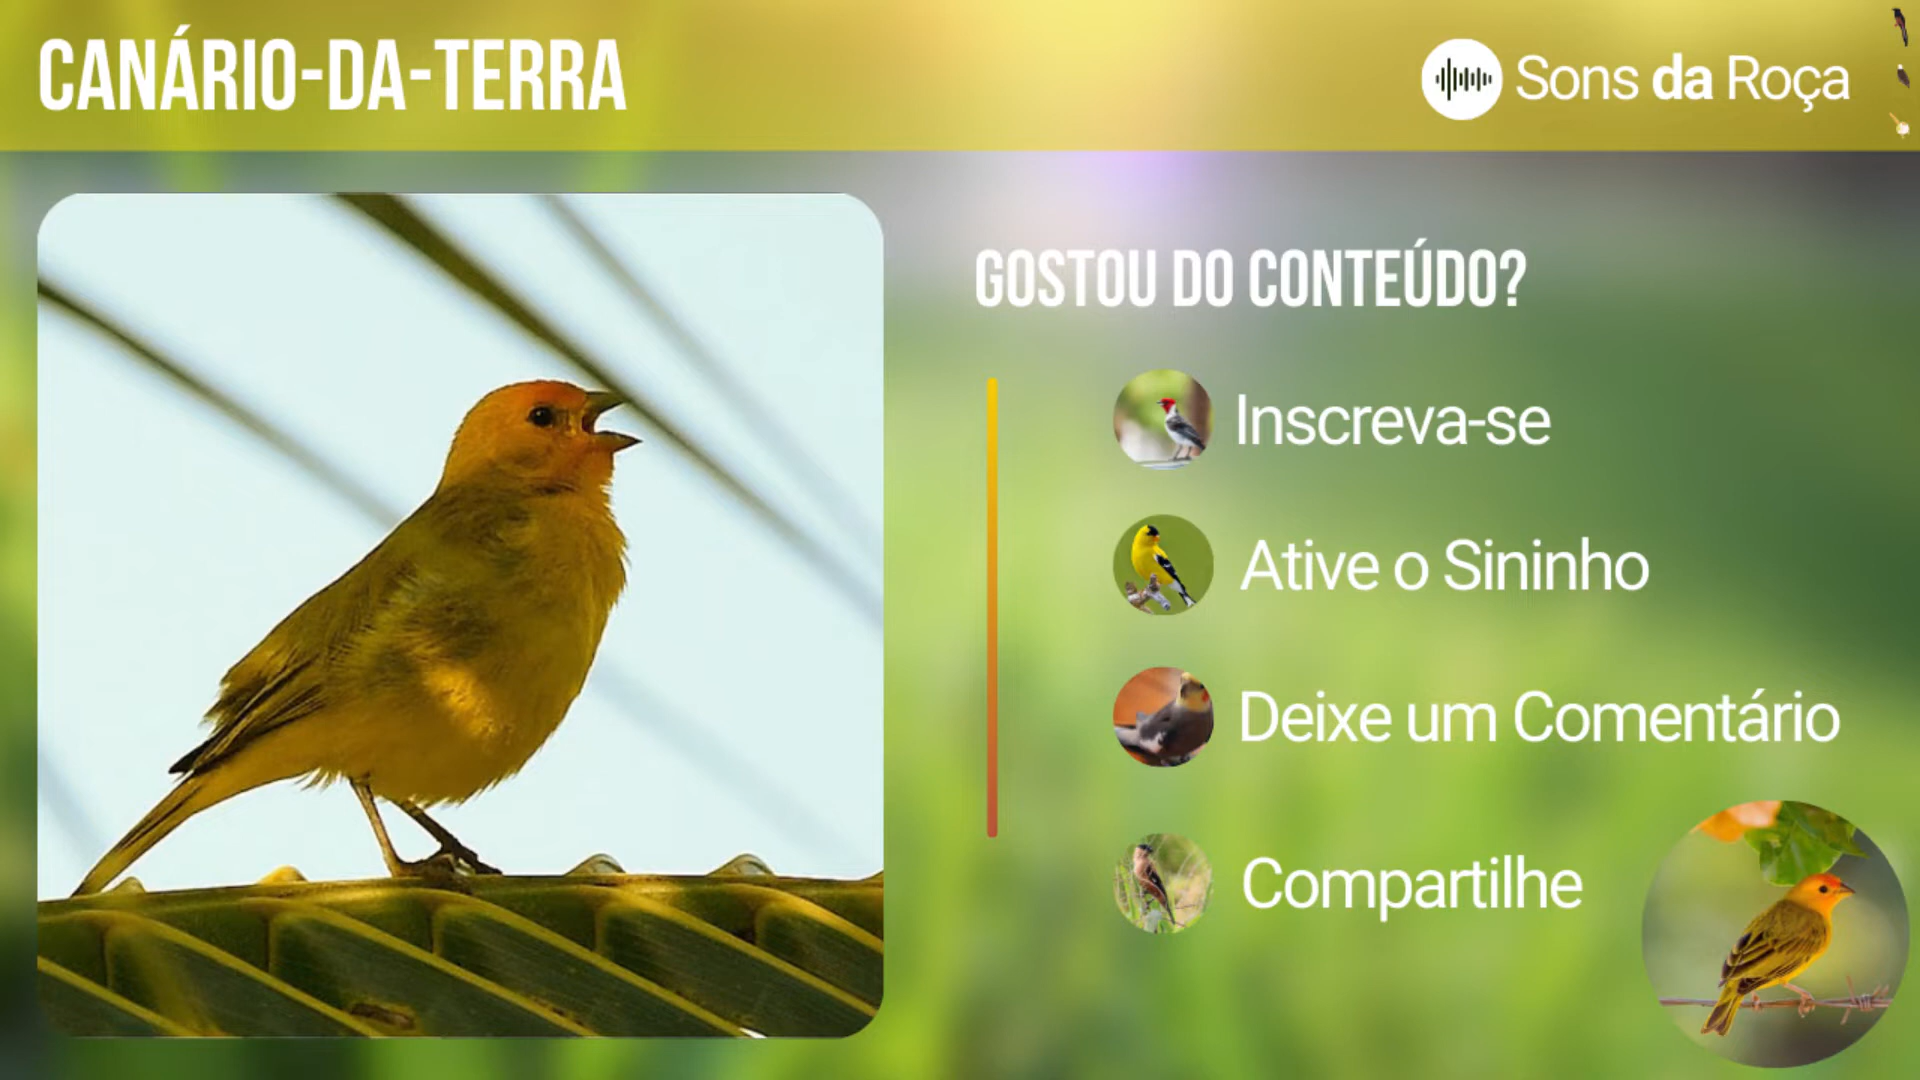 CANÁRIO-DA-TERRA
Sons da Roça
GOSTOU DO CONTEÚDO?
Inscreva-se
Ative o Sininho
Deixe um Comentário
Compartilhe